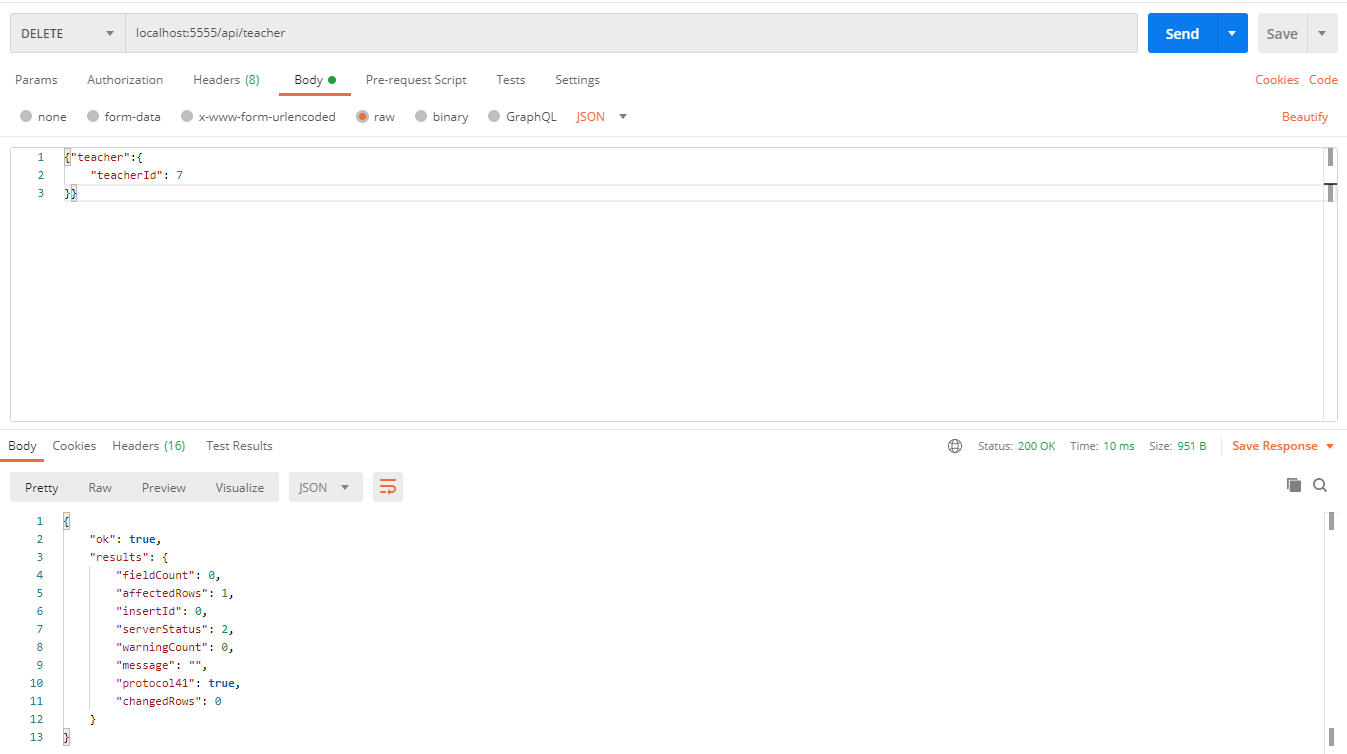 DELETE localhost:5555/api/teacher Send Save
Params Authorization Headers (8) Body Pre-request Script Tests Settings Cookies Code
none form-data x-www-form-urlencoded raw binary GraphQL JSON Beautify
1 {"teacher":{
2 "teacherId": 7
3 }}
Body Cookies Headers (16) Test Results Status: 200 OK Time: 10 ms Size: 951 B Save Response
Pretty Raw Preview Visualize JSON
1 {
2 "ok": true,
3 "results": {
4 "fieldCount": 0,
5 "affectedRows": 1,
6 "insertId": 0,
7 "serverStatus": 2,
8 "warningCount": 0,
9 "message": "",
10 "protocol41": true,
11 "changedRows": 0
12 }
13 }